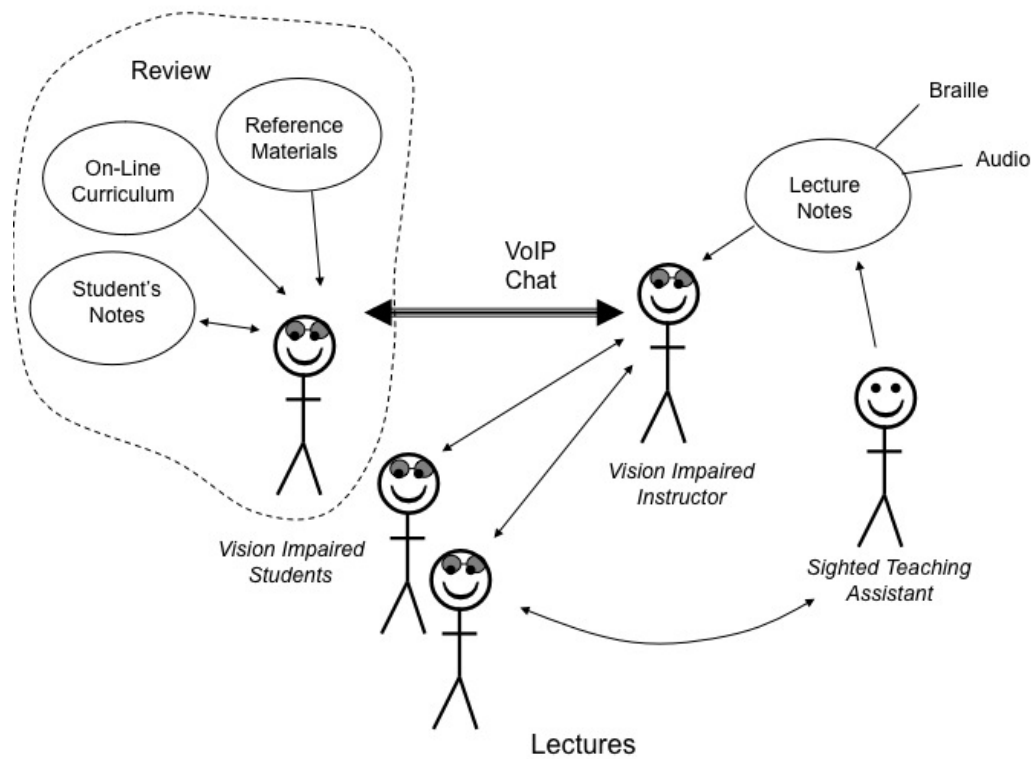 Review
Reference
Materials
On-Line
Curriculum
Student's
Notes
Vision Impaired
Students
VoIP
Chat
Braille
Audio
Lecture
Notes
Vision Impaired
Instructor
Sighted Teaching
Assistant
Lectures